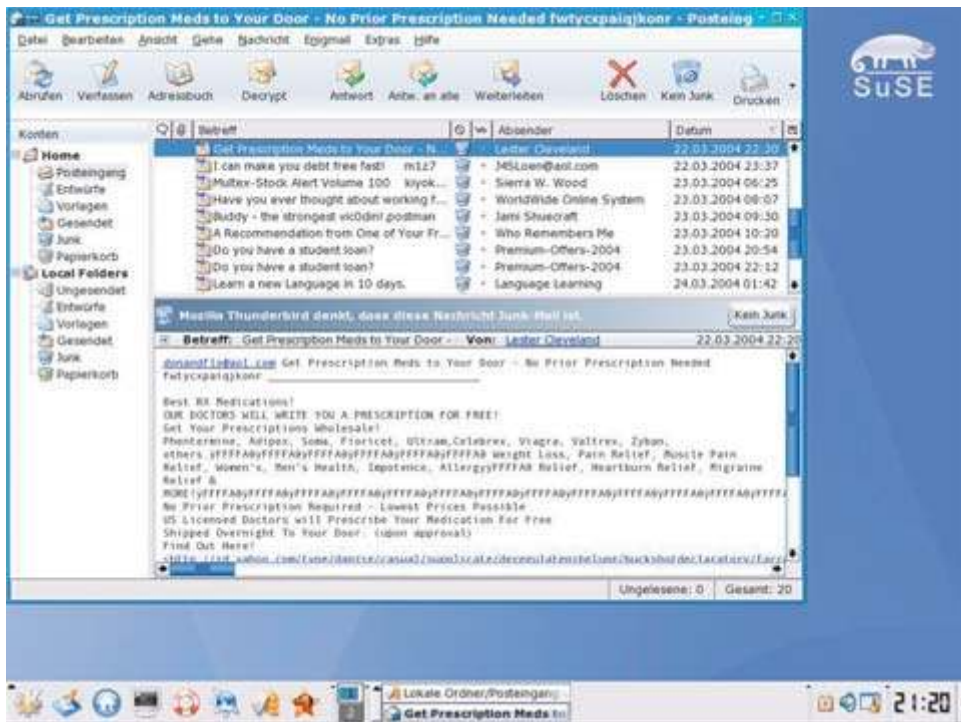 Get Prescription Meds to Your Door - No Prior Prescription Needed fwtycxpaiqjkonr - Posteing
Datei Bearbeiten Ansicht Gehe Nachricht Enigmail Extras Hilfe
Abrufen Verfassen Adressbuch Decrypt Antwort Antw. an alle Weiterleiten Löschen Kein Junk Drucken
SuSE
Konten
Home
Posteingang
Entwürfe
Vorlagen
Gesendet
Junk
Papierkorb
Local Folders
Ungesendet
Entwürfe
Vorlagen
Gesendet
Junk
Papierkorb
Betreff Absender Datum
Get Prescription Meds to Your Door - N... Lester Cleveland 22.03.2004 22:20
I can make you debt free fast! m1z7 J4SLoen@aol.com 22.03.2004 23:37
Multex-Stock Alert Volume 100 kiyok... Sierra W. Wood 23.03.2004 06:25
Have you ever thought about working f... WorldWide Online System 23.03.2004 08:07
Buddy - the strongest vic0din! postman Jami Shuecraft 23.03.2004 09:30
A Recommendation from One of Your Fr... Who Remembers Me 23.03.2004 10:20
Do you have a student loan? Premium-Offers-2004 23.03.2004 20:54
Do you have a student loan? Premium-Offers-2004 23.03.2004 22:12
Learn a new Language in 10 days. Language Learning 24.03.2004 01:42
Mozilla Thunderbird denkt, dass diese Nachricht Junk-Mail ist. Kein Junk
Betreff: Get Prescription Meds to Your Door - Von: Lester Cleveland 22.03.2004 22:20
Get Prescription Meds to Your Door - No Prior Prescription Needed
fwtycxpaiqjkonr
Best RX Medications!
OUR DOCTORS WILL WRITE YOU A PRESCRIPTION FOR FREE!
Get Your Prescriptions Wholesale!
Phentermine, Adipex, Soma, Fioricet, Ultram,Celebrex, Viagra, Valtrex, Zyban,
others.yFFFFA0yFFFFA0yFFFFA0yFFFFA0 Weight Loss, Pain Relief, Muscle Pain
Relief, Women's, Men's Health, Impotence, AllergyyFFFFA0 Relief, Heartburn Relief, Migraine
Relief &
MORE!yFFFFA0yFFFFA0yFFFFA0yFFFFA0yFFFFA0yFFFFA0yFFFFA0yFFFFA0yFFFFA0yFFFF
No Prior Prescription Required - Lowest Prices Possible
US Licensed Doctors will Prescribe Your Medication For Free
Shipped Overnight To Your Door. (upon approval)
Find Out Here!
Ungelesene: 0 Gesamt: 20
Lokale Ordner/Posteingang
Get Prescription Meds to
21:20